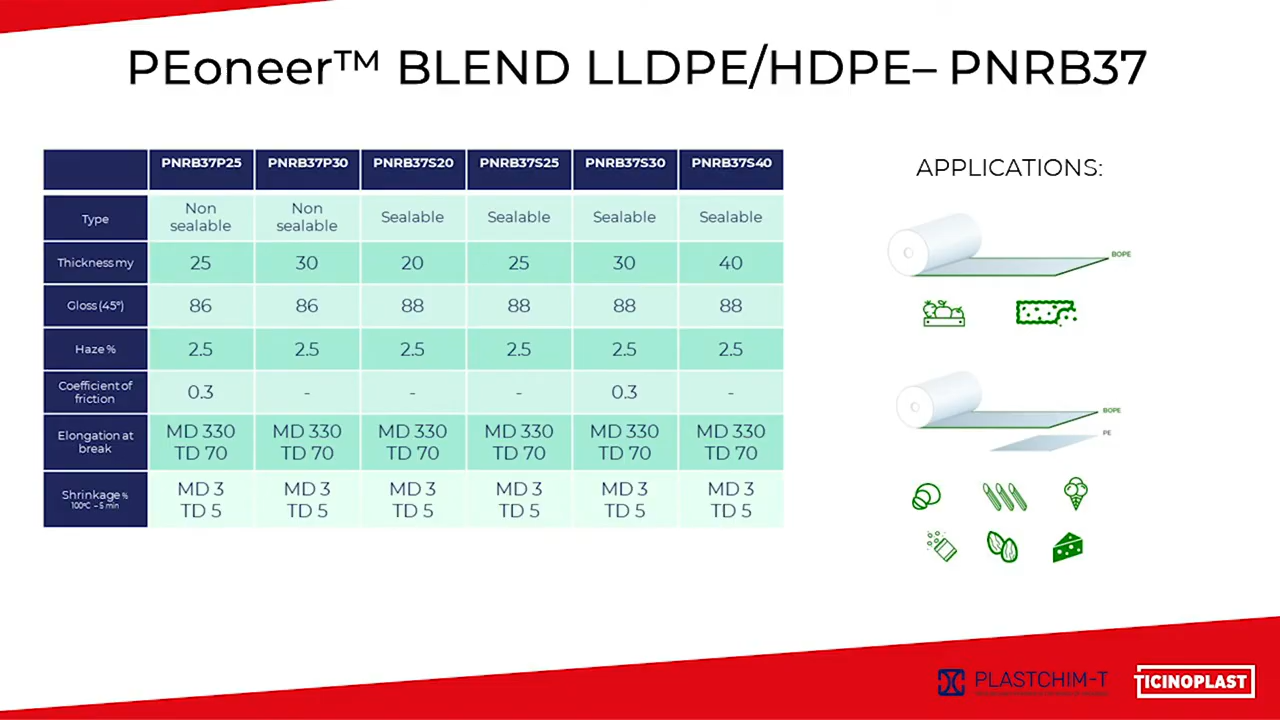 PEoneer™ BLEND LLDPE/HDPE– PNRB37
PNRB37P25 PNRB37P30 PNRB37S20 PNRB37S25 PNRB37S30 PNRB37S40
Type Non sealable Non sealable Sealable Sealable Sealable Sealable
Thickness my 25 30 20 25 30 40
Gloss (45°) 86 86 88 88 88 88
Haze % 2.5 2.5 2.5 2.5 2.5 2.5
Coefficient of friction 0.3 - - - 0.3 -
Elongation at break MD 330 TD 70 MD 330 TD 70 MD 330 TD 70 MD 330 TD 70 MD 330 TD 70 MD 330 TD 70
Shrinkage % 100°C – 5 min MD 3 TD 5 MD 3 TD 5 MD 3 TD 5 MD 3 TD 5 MD 3 TD 5 MD 3 TD 5
APPLICATIONS:
BOPE
BOPE
PE
PLASTCHIM-T
TICINOPLAST